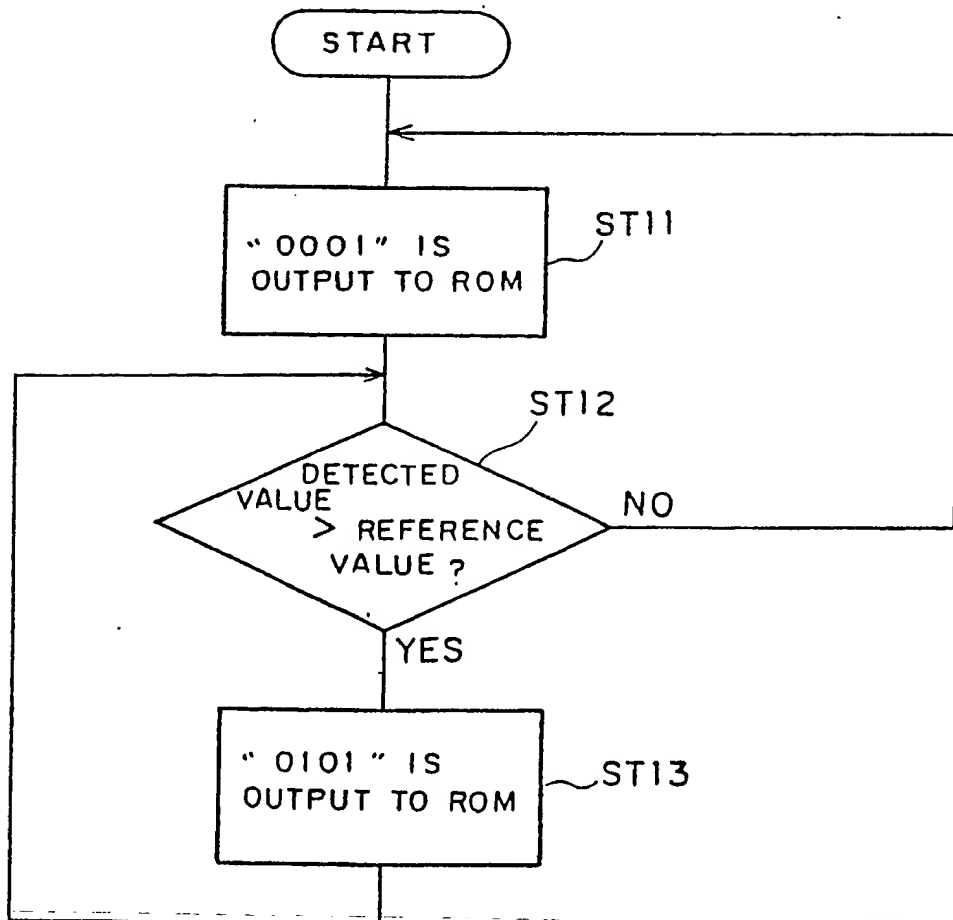 START
"0001" IS
OUTPUT TO ROM
ST11
ST12
DETECTED
VALUE
> REFERENCE
VALUE ?
NO
YES
"0101" IS
OUTPUT TO ROM
ST13